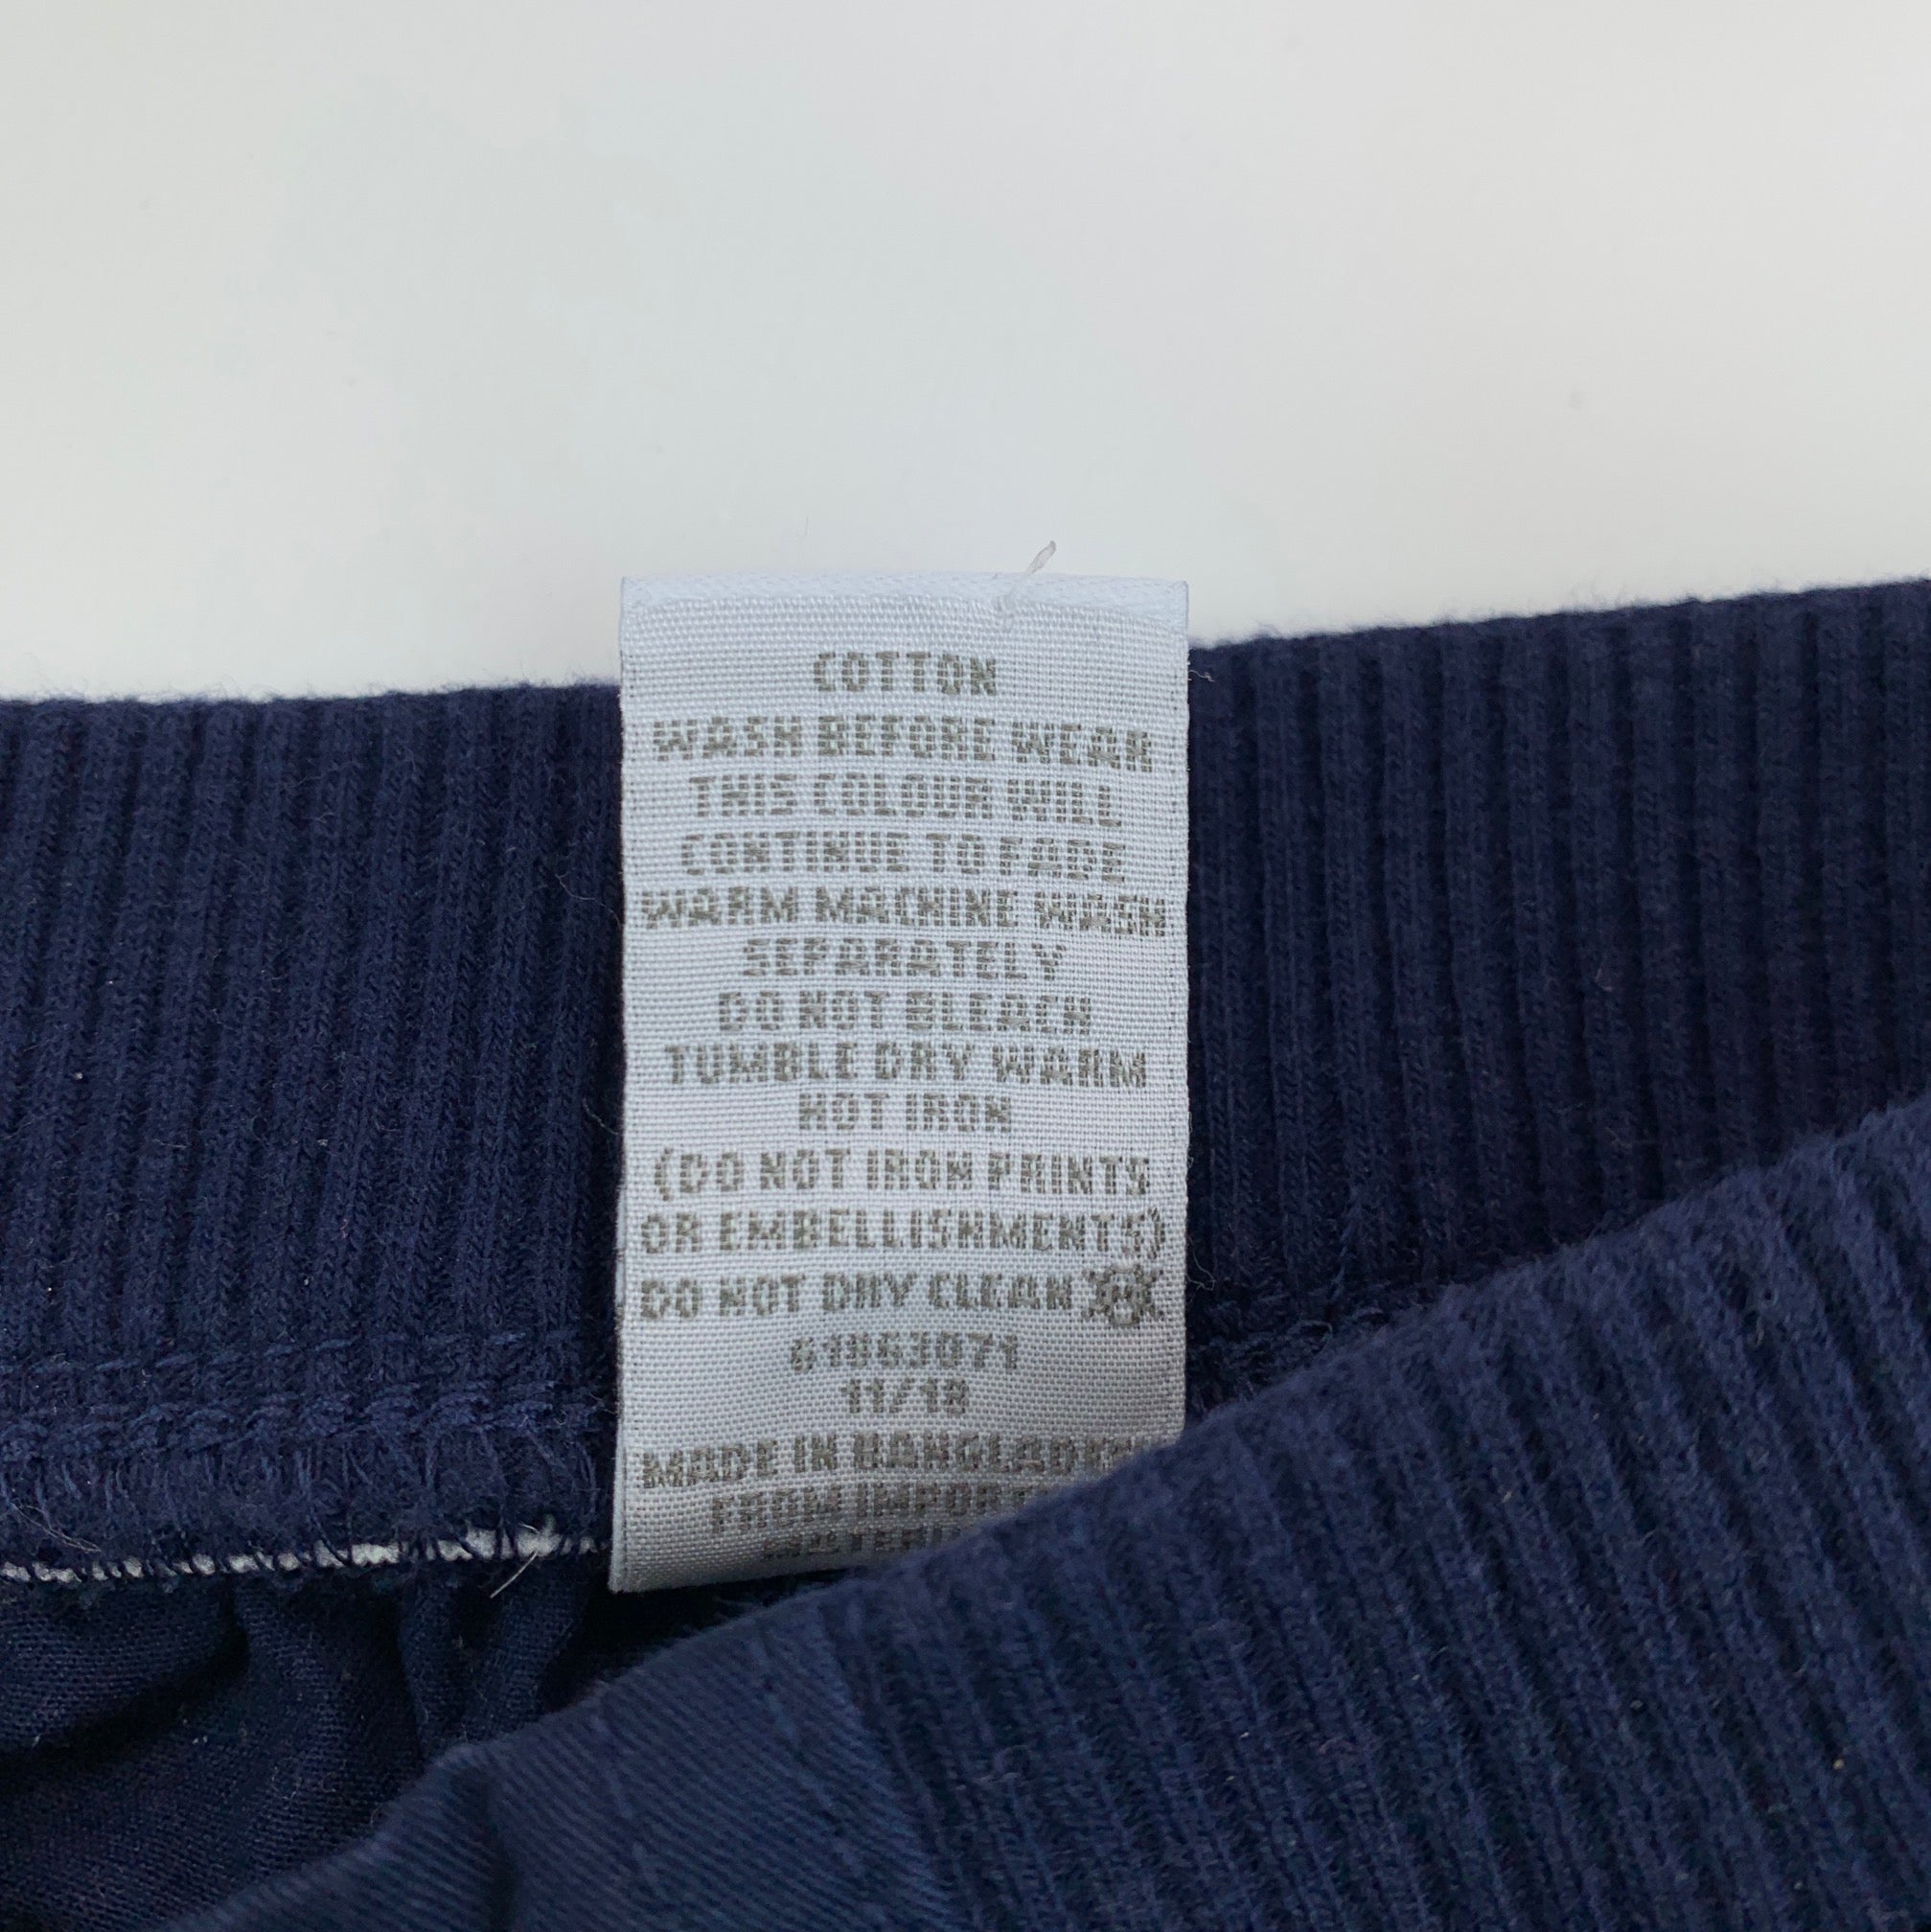 COTTON
WASH BEFORE WEAR
THIS COLOUR WILL
CONTINUE TO FADE
WARM MACHINE WASH
SEPARATELY
DO NOT BLEACH
TUMBLE DRY WARM
HOT IRON
(DO NOT IRON PRINTS
OR EMBELLISHMENTS)
DO NOT DRY CLEAN
61863071
11/18
MADE IN BANGLADESH
FROM